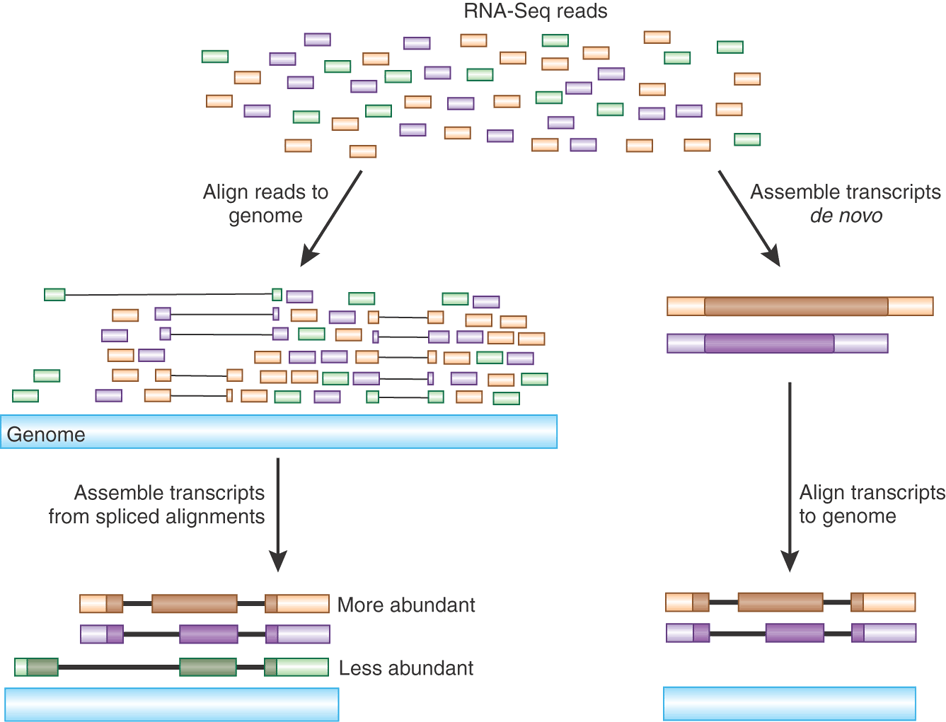 RNA-Seq reads
Align reads to
genome
Assemble transcripts
de novo
Genome
Assemble transcripts
from spliced alignments
Align transcripts
to genome
More abundant
Less abundant